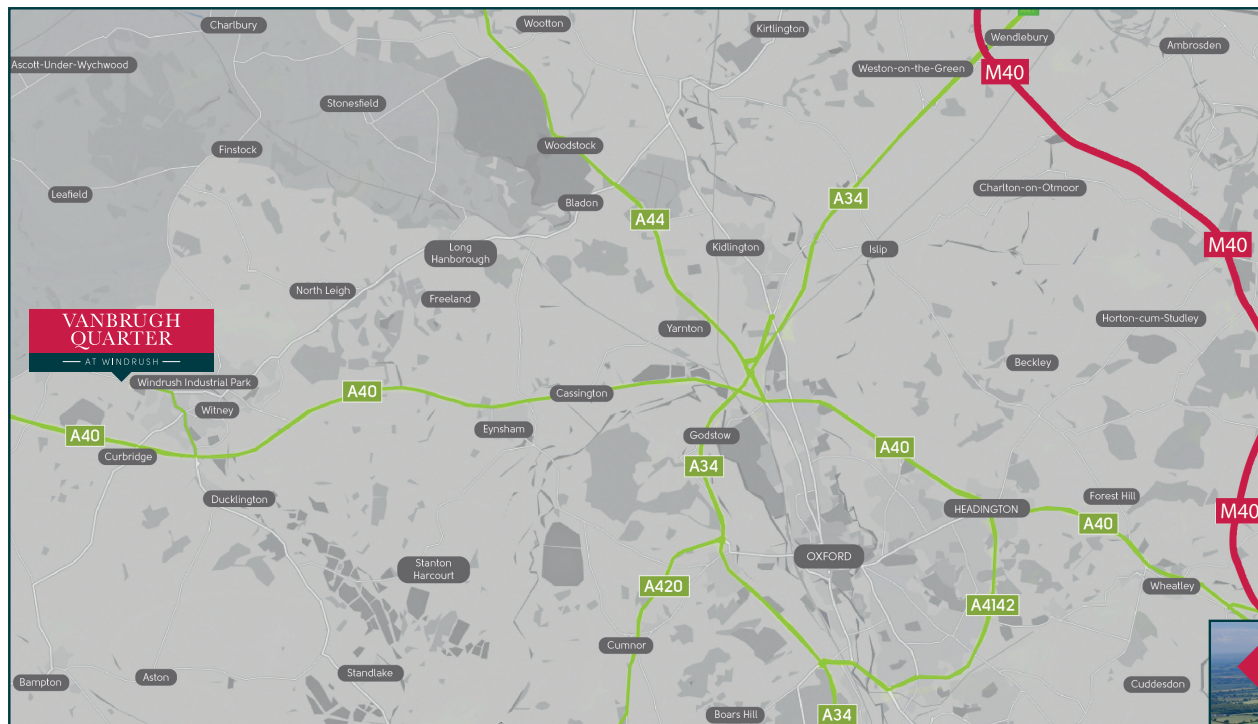 Wootton
Charlbury
Kirtlington
Wendlebury
Ambrosden
Ascott-Under-Wychwood
Weston-on-the-Green
M40
Stonesfield
Woodstock
Finstock
Leafield
Charlton-on-Otmoor
A34
Bladon
A44
Kidlington
Islip
M40
Long
Hanborough
North Leigh
Freeland
VANBRUGH
QUARTER
AT WINDRUSH
Yarnton
Horton-cum-Studley
Beckley
Windrush Industrial Park
A40
Cassington
Witney
Eynsham
Godstow
A40
A40
Curbridge
A34
Ducklington
Forest Hill
HEADINGTON
M40
A40
OXFORD
Stanton
Harcourt
A420
Wheatley
A4142
Cumnor
Aston
Standlake
Bampton
Cuddesdon
Boars Hill
A34